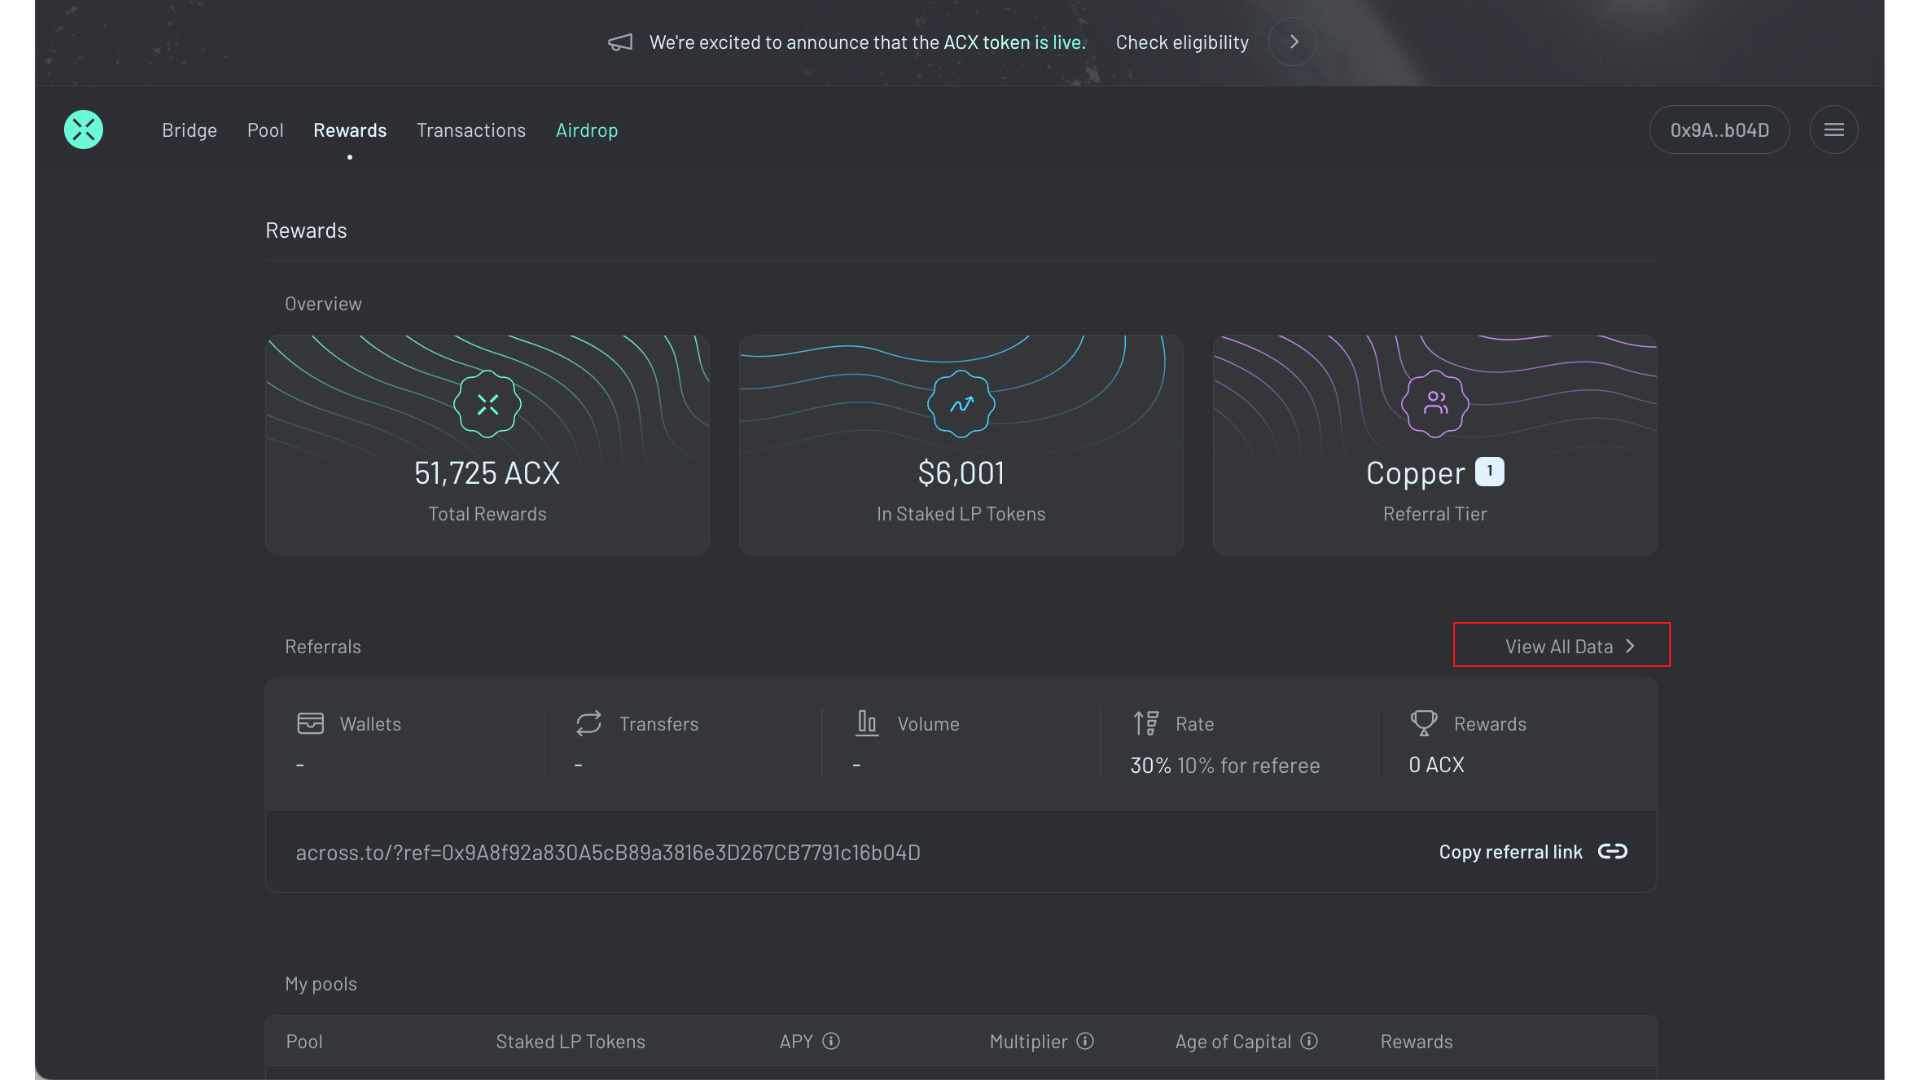 We're excited to announce that the ACX token is live. Check eligibility
Bridge Pool Rewards Transactions Airdrop 0x9A..b04D
Rewards
Overview
51,725 ACX
Total Rewards
$6,001
In Staked LP Tokens
Copper 1
Referral Tier
Referrals View All Data
Wallets Transfers Volume Rate Rewards
- - - 30% 10% for referee 0 ACX
across.to/?ref=0x9A8f92a830A5cB89a3816e3D267CB7791c16b04D Copy referral link
My pools
Pool Staked LP Tokens APY Multiplier Age of Capital Rewards